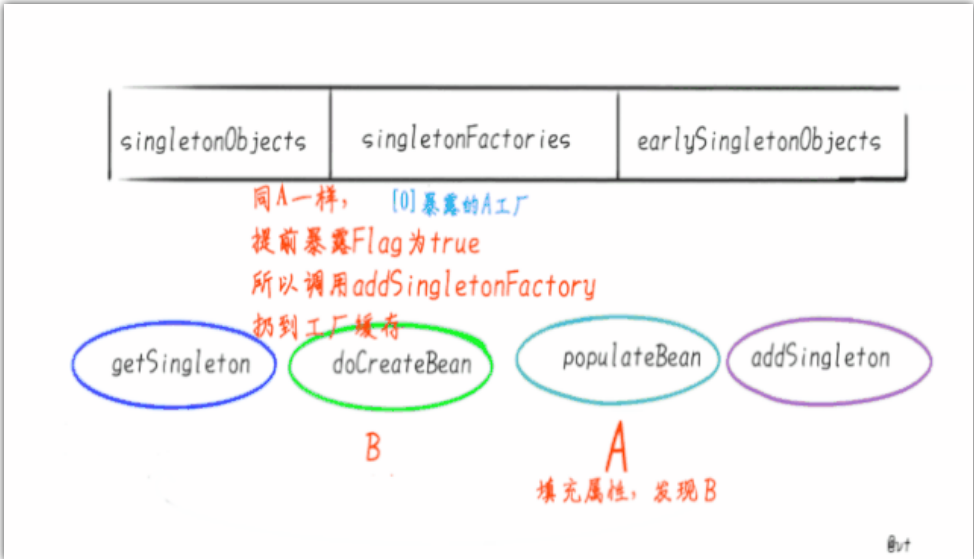 singletonObjects singletonFactories earlySingletonObjects
同A一样, [0]暴露的A工厂
提前暴露Flag为true
所以调用addSingletonFactory
扔到工厂缓存
getSingleton doCreateBean populateBean addSingleton
B A
填充属性,发现B
@vt